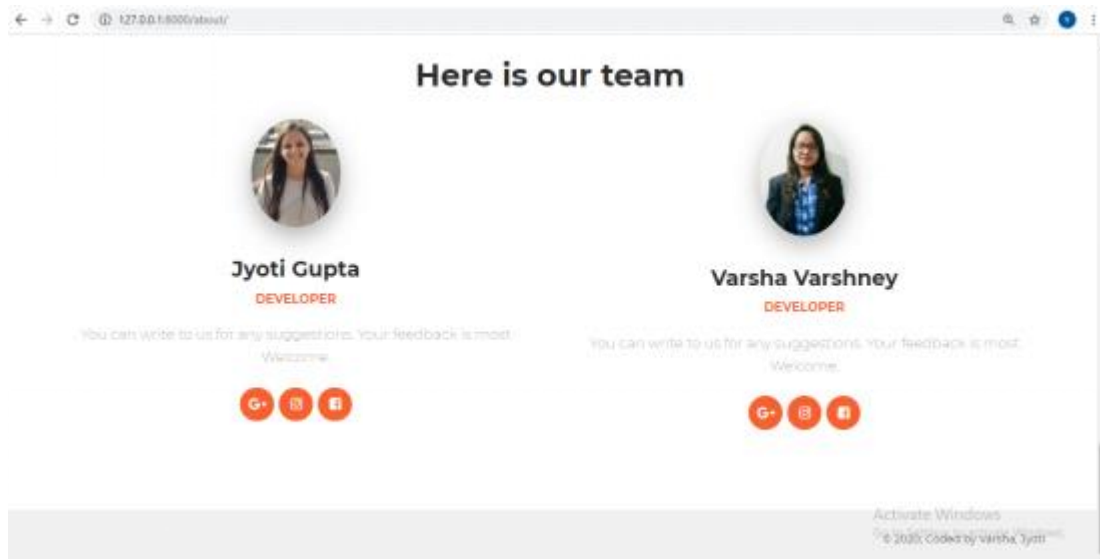 127.0.0.1:8000/about/
Here is our team
Jyoti Gupta
DEVELOPER
You can write to us for any suggestions. Your feedback is most
Welcome.
G+
Varsha Varshney
DEVELOPER
You can write to us for any suggestions. Your feedback is most
Welcome.
G+
Activate Windows
© 2020, Coded by Varsha, Jyoti